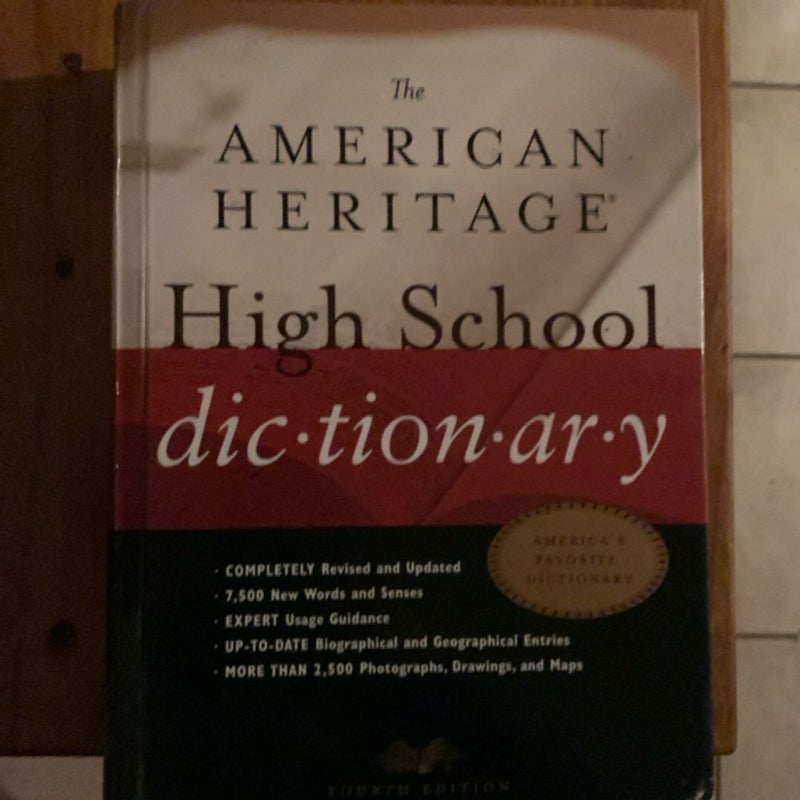 The
AMERICAN
HERITAGE®
High School
dic·tion·ar·y
AMERICA'S
FAVORITE
DICTIONARY
· COMPLETELY Revised and Updated
· 7,500 New Words and Senses
· EXPERT Usage Guidance
· UP-TO-DATE Biographical and Geographical Entries
· MORE THAN 2,500 Photographs, Drawings, and Maps
FOURTH EDITION